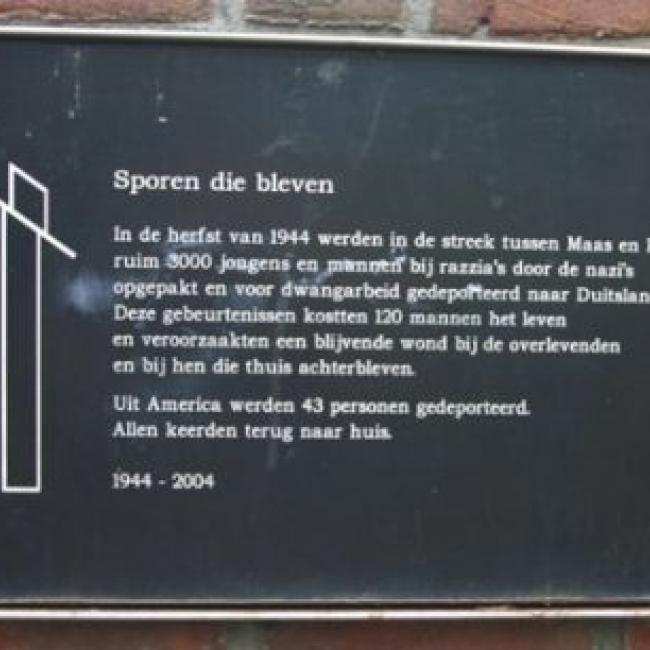 Sporen die bleven
In de herfst van 1944 werden in de streek tussen Maas en
ruim 3000 jongens en mannen bij razzia's door de nazi's
opgepakt en voor dwangarbeid gedeporteerd naar Duitslan
Deze gebeurtenissen kostten 120 mannen het leven
en veroorzaakten een blijvende wond bij de overlevenden
en bij hen die thuis achterbleven.
Uit America werden 43 personen gedeporteerd.
Allen keerden terug naar huis.
1944 - 2004